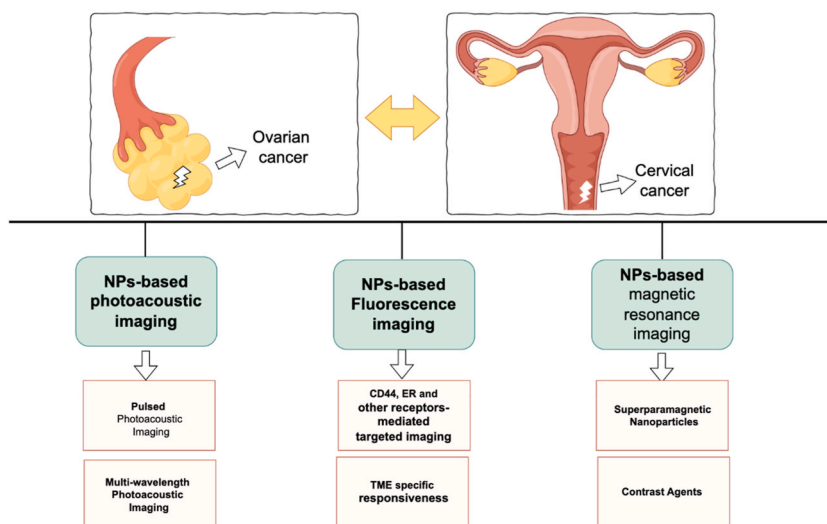 Ovarian
cancer
Cervical
cancer
NPs-based
photoacoustic
imaging
NPs-based
Fluorescence
imaging
NPs-based
magnetic
resonance
imaging
Pulsed
Photoacoustic
Imaging
CD44, ER and
other receptors-
mediated
targeted imaging
Superparamagnetic
Nanoparticles
Multi-wavelength
Photoacoustic
Imaging
TME specific
responsiveness
Contrast Agents